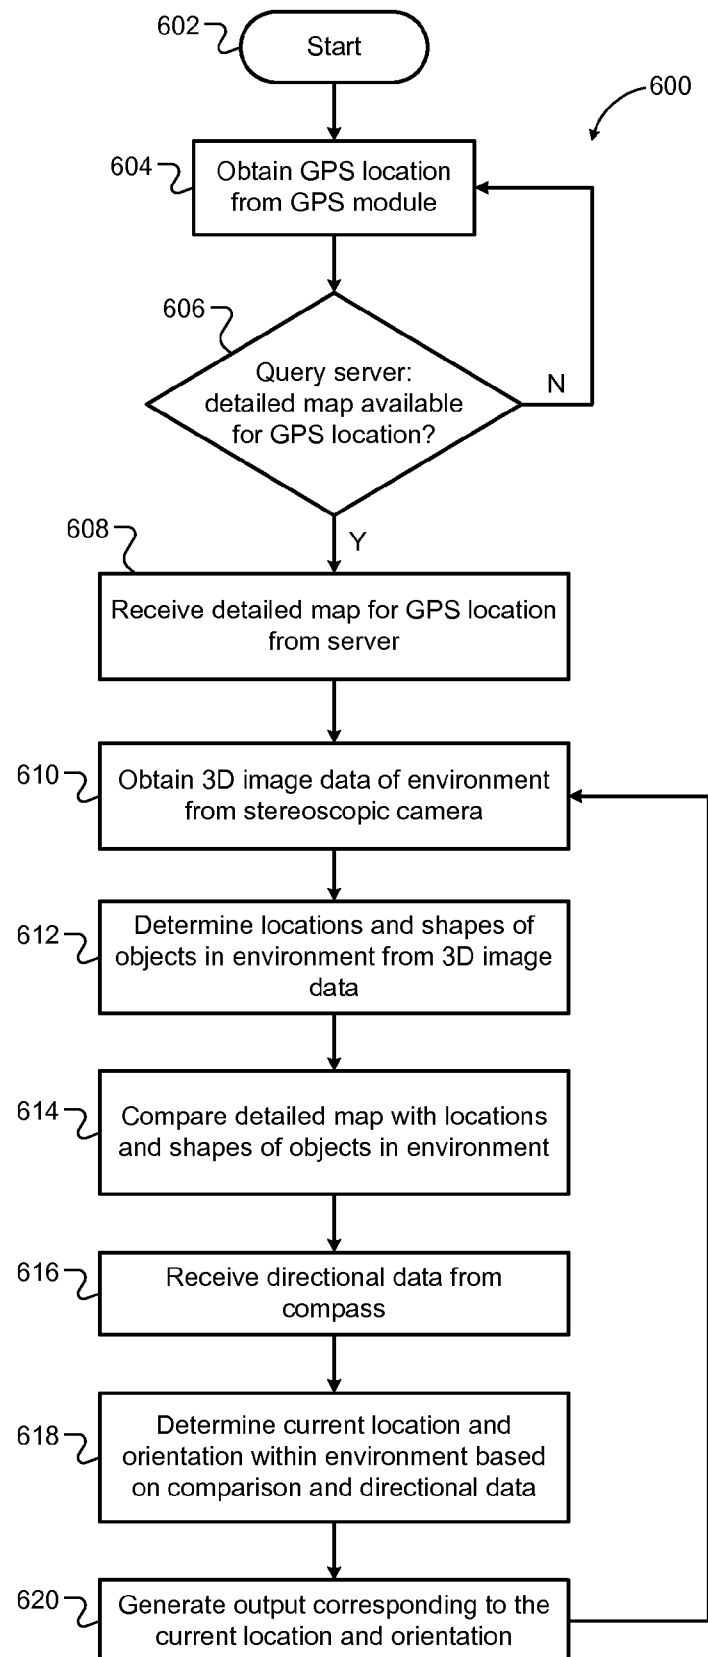 602
Start
600
604
Obtain GPS location
from GPS module
606
Query server:
detailed map available
for GPS location?
N
Y
608
Receive detailed map for GPS location
from server
610
Obtain 3D image data of environment
from stereoscopic camera
612
Determine locations and shapes of
objects in environment from 3D image
data
614
Compare detailed map with locations
and shapes of objects in environment
616
Receive directional data from
compass
618
Determine current location and
orientation within environment based
on comparison and directional data
620
Generate output corresponding to the
current location and orientation